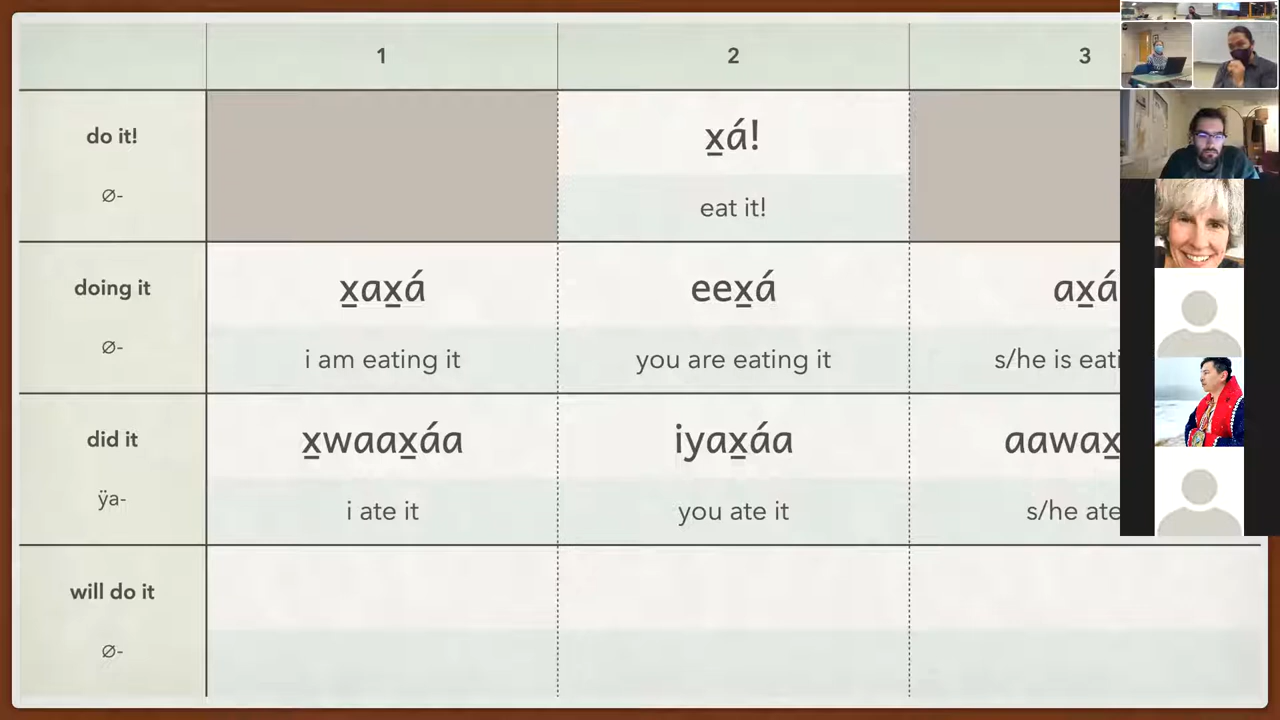 1 2 3
do it!
Ø-
x̲á!
eat it!
doing it
Ø-
x̲ax̲á
i am eating it
eex̲á
you are eating it
ax̲á
s/he is
did it
ÿa-
x̲waax̲áa
i ate it
iyax̲áa
you ate it
s/he ate
will do it
Ø-